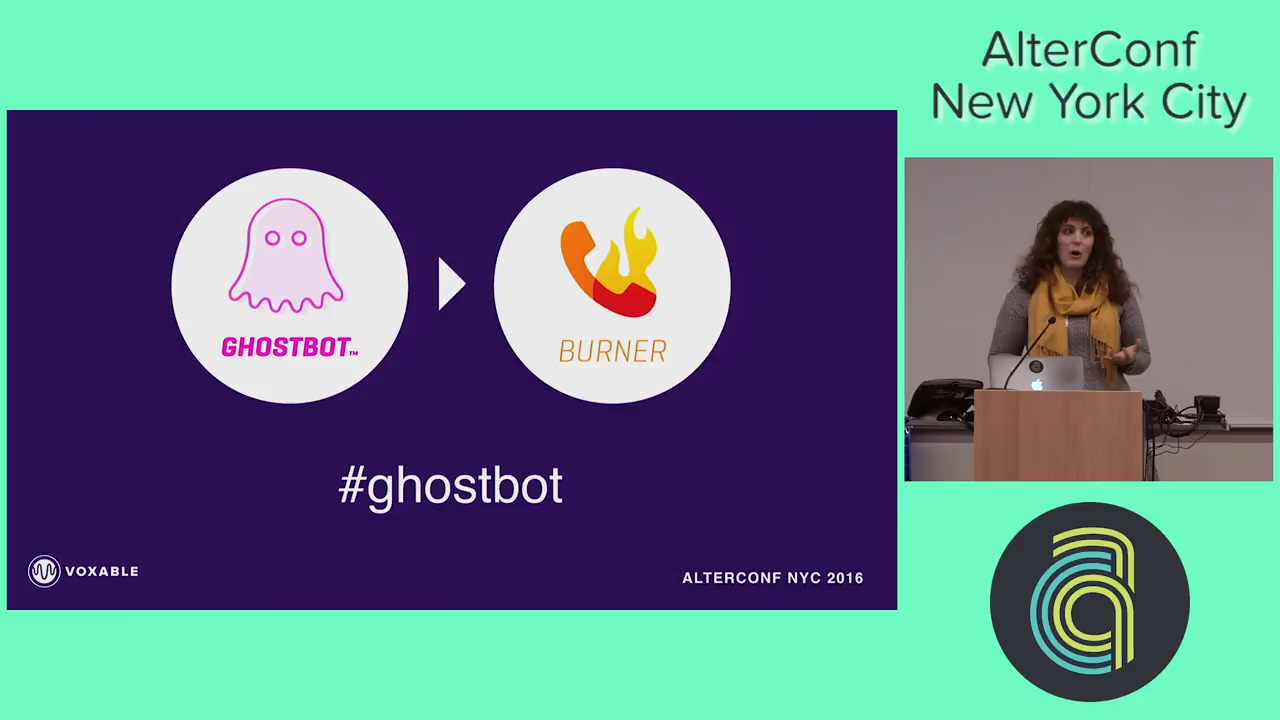 AlterConf
New York City
GHOSTBOT™
BURNER
#ghostbot
VOXABLE
ALTERCONF NYC 2016